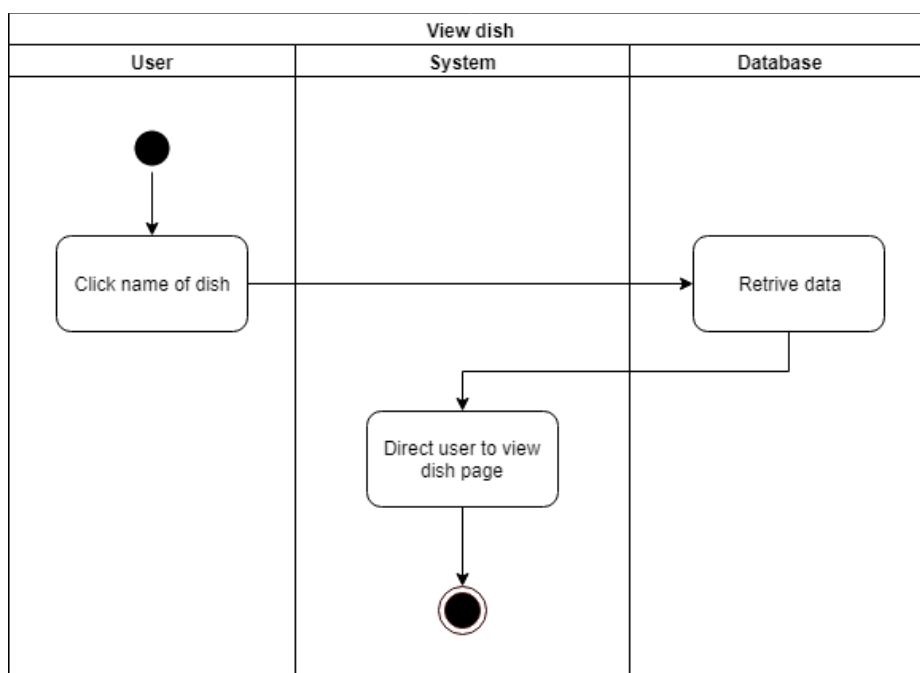 View dish
User
System
Database
Click name of dish
Retrive data
Direct user to view
dish page